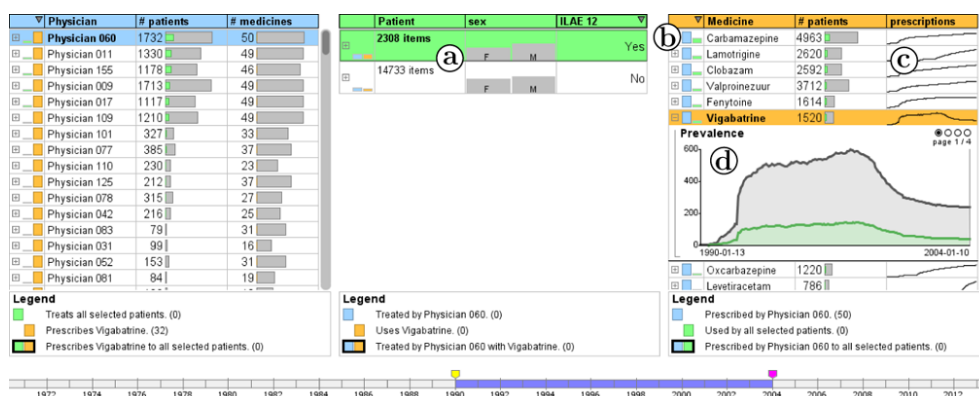 Physician # patients # medicines
Physician 060 1732 50
Physician 011 1330 49
Physician 155 1178 46
Physician 009 1713 49
Physician 017 1117 49
Physician 109 1210 49
Physician 101 327 33
Physician 077 385 37
Physician 110 230 23
Physician 125 212 37
Physician 078 315 27
Physician 042 216 25
Physician 083 79 31
Physician 031 99 16
Physician 052 153 31
Physician 081 84 19
Legend
Treats all selected patients. (0)
Prescribes Vigabatrine. (32)
Prescribes Vigabatrine to all selected patients. (0)
Patient sex ILAE 12
2308 items F M Yes
a
14733 items F M No
Legend
Treated by Physician 060. (0)
Uses Vigabatrine. (0)
Treated by Physician 060 with Vigabatrine. (0)
Medicine # patients prescriptions
b
Carbamazepine 4963
Lamotrigine 2620
c
Clobazam 2592
Valproinezuur 3712
Fenytoine 1614
Vigabatrine 1520
Prevalence
page 1 / 4
600
d
400
200
0
1990-01-13 2004-01-10
Oxcarbazepine 1220
Levetiracetam 786
Legend
Prescribed by Physician 060. (50)
Used by all selected patients. (0)
Prescribed by Physician 060 to all selected patients. (0)
1972 1974 1976 1978 1980 1982 1984 1986 1988 1990 1992 1994 1996 1998 2000 2002 2004 2006 2008 2010 2012